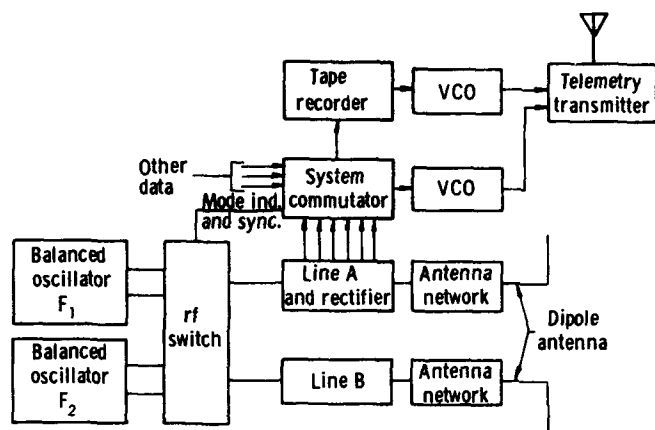 Tape
recorder
VCO
Telemetry
transmitter
Other
data
System
commutator
VCO
Mode ind.
and sync.
Balanced
oscillator
F1
rf
switch
Line A
and rectifier
Antenna
network
Dipole
antenna
Balanced
oscillator
F2
Line B
Antenna
network